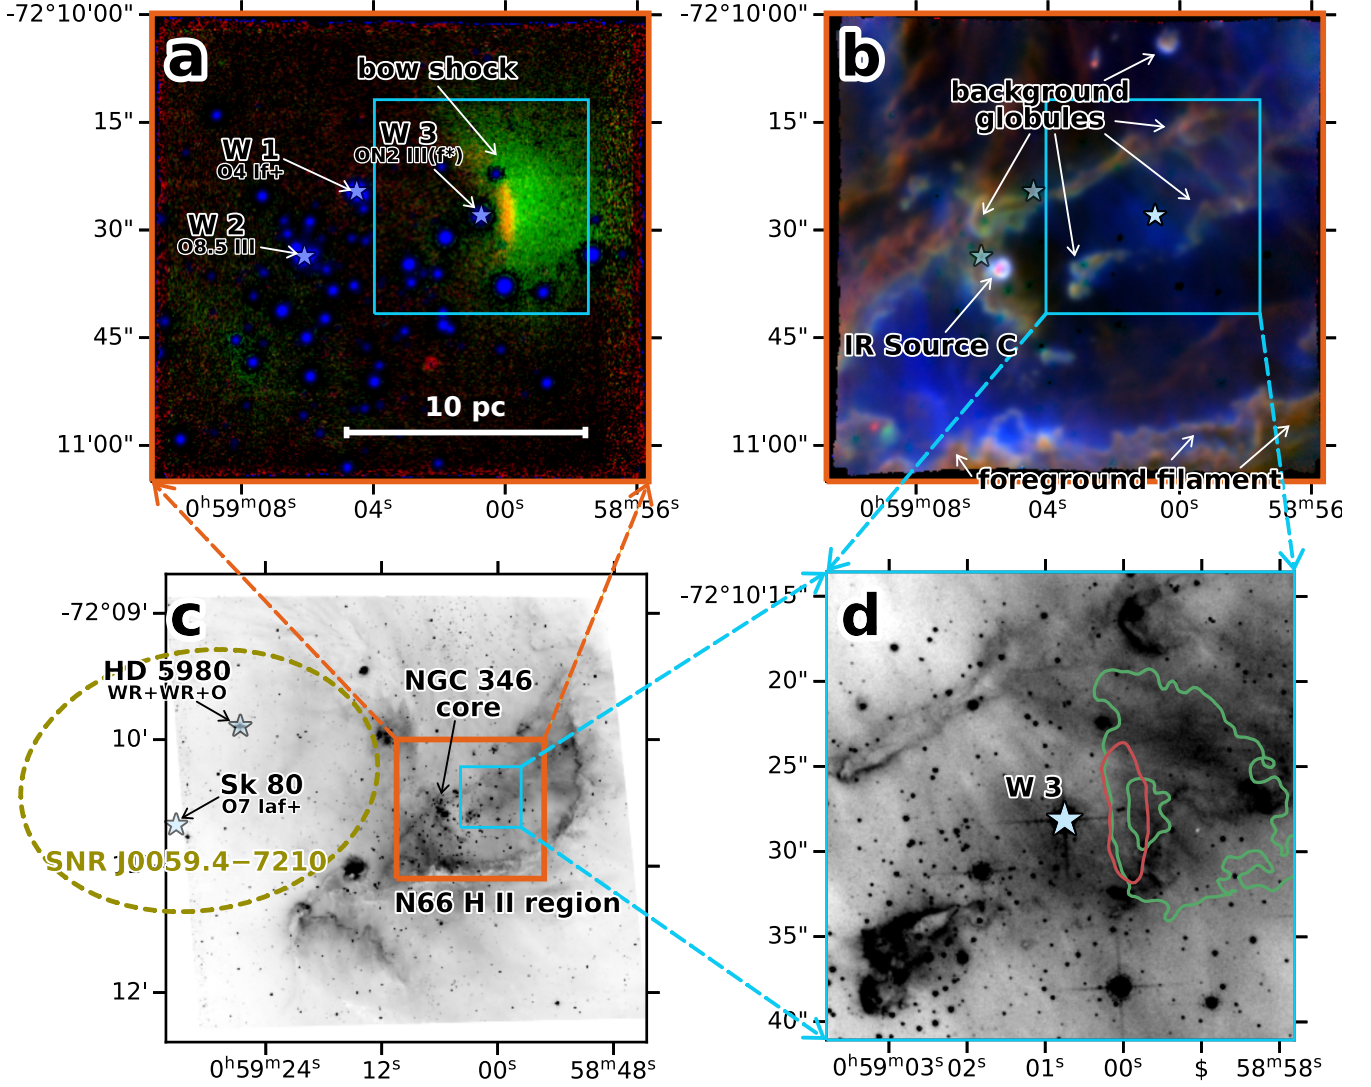 a
-72°10'00"
15"
30"
45"
11'00"
0ʰ59ᵐ08ˢ
04ˢ
00ˢ
58ᵐ56ˢ
bow shock
W 1
O4 If+
W 2
O8.5 III
W 3
ON2 III(f*)
10 pc
b
-72°10'00"
15"
30"
45"
11'00"
0ʰ59ᵐ08ˢ
04ˢ
00ˢ
58ᵐ56
background
globules
IR Source C
foreground filament
c
-72°09'
10'
12'
0ʰ59ᵐ24ˢ
12ˢ
00ˢ
58ᵐ48ˢ
HD 5980
WR+WR+O
Sk 80
O7 Iaf+
SNR J0059.4−7210
NGC 346
core
N66 H II region
d
-72°10'15"
20"
25"
30"
35"
40"
0ʰ59ᵐ03ˢ
02ˢ
01ˢ
00ˢ
$
58ᵐ58ˢ
W 3